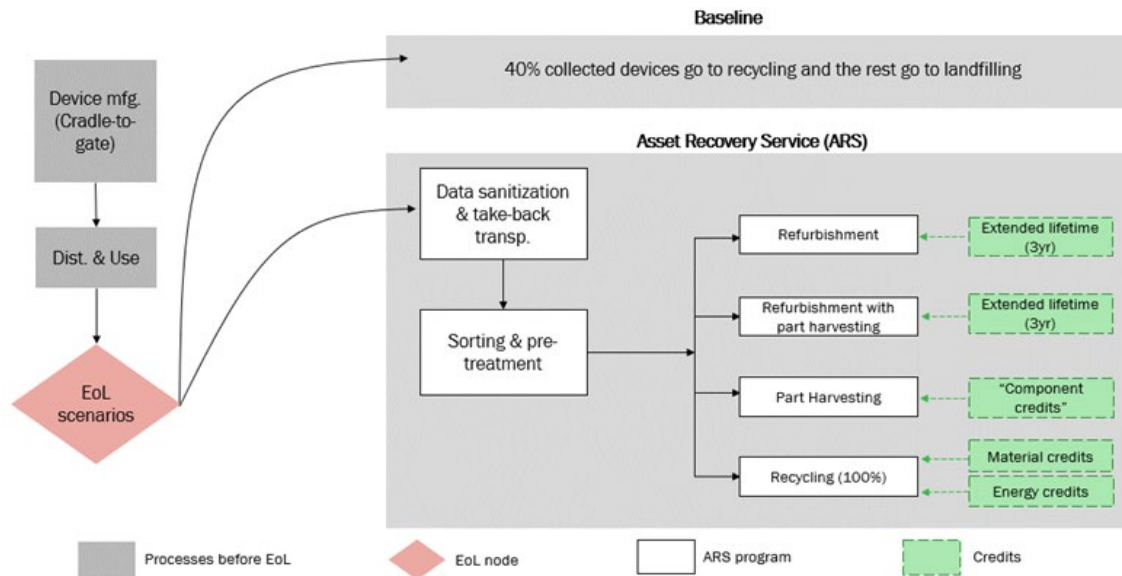 Baseline
40% collected devices go to recycling and the rest go to landfilling
Device mfg.
(Cradle-to-
gate)
Dist. & Use
EoL
scenarios
Asset Recovery Service (ARS)
Data sanitization
& take-back
transp.
Sorting & pre-
treatment
Refurbishment
Extended lifetime
(3yr)
Refurbishment with
part harvesting
Extended lifetime
(3yr)
Part Harvesting
“Component
credits”
Recycling (100%)
Material credits
Energy credits
Processes before EoL
EoL node
ARS program
Credits